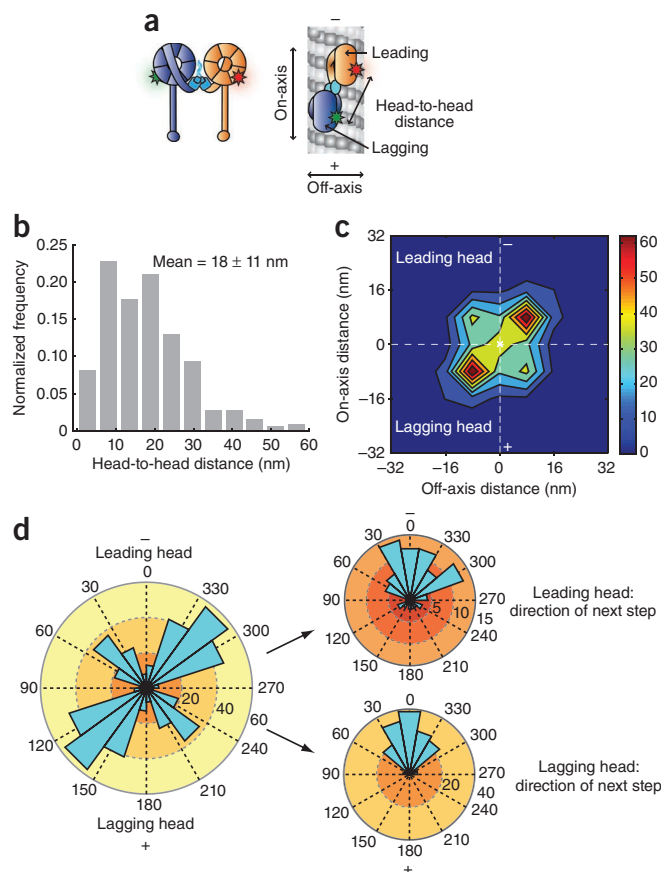 a
−
On-axis
Leading
Head-to-head
distance
Lagging
+
Off-axis
b
Normalized frequency
0.25
0.20
0.15
0.10
0.05
0
Mean = 18 ± 11 nm
0 10 20 30 40 50 60
Head-to-head distance (nm)
c
On-axis distance (nm)
32
16
0
−16
−32
−
Leading head
Lagging head
+
−32 −16 0 16 32
Off-axis distance (nm)
60
50
40
30
20
10
0
d
−
Leading head
0
30 330
60 300
90 270
120 240
150 210
180
20 40 60
Lagging head
+
−
0
30 330
60 300
90 270
120 240
150 210
180
5 10 15
Leading head:
direction of next step
0
30 330
60 300
90 270
120 240
150 210
180
20 40
+
Lagging head:
direction of next step